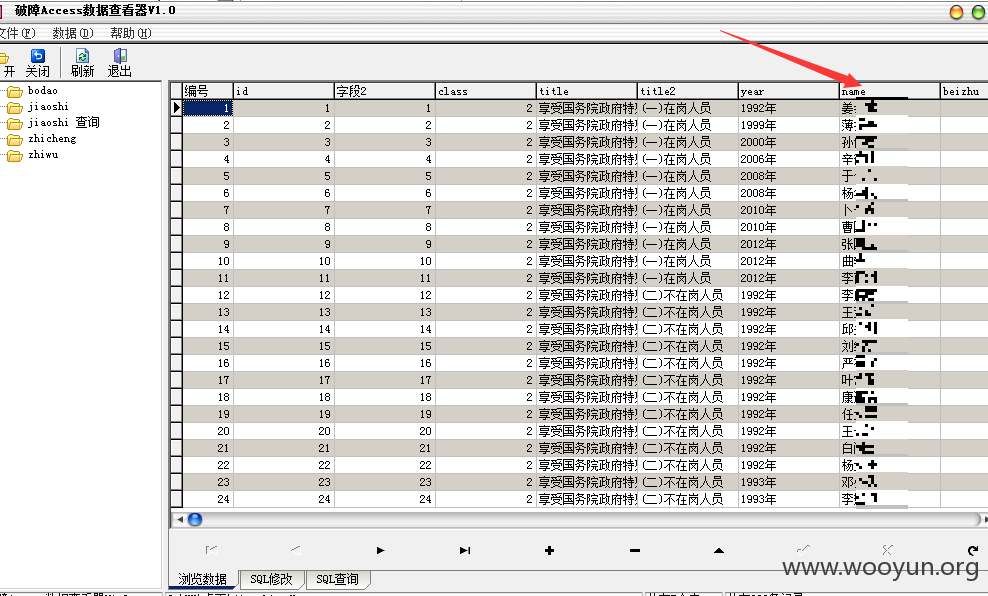 破障Access数据查看器V1.0
文件(F) 数据(D) 帮助(H)
开 关闭 刷新 退出
bodao
jiaoshi
jiaoshi 查询
zhicheng
zhiwu
编号 id 字段2 class title title2 year name beizhu
1 1 1 2 享受国务院政府特 (一)在岗人员 1992年 姜
2 2 2 2 享受国务院政府特 (一)在岗人员 1999年 薄
3 3 3 2 享受国务院政府特 (一)在岗人员 2000年 孙
4 4 4 2 享受国务院政府特 (一)在岗人员 2006年 辛
5 5 5 2 享受国务院政府特 (一)在岗人员 2008年 于
6 6 6 2 享受国务院政府特 (一)在岗人员 2008年 杨
7 7 7 2 享受国务院政府特 (一)在岗人员 2010年 卜
8 8 8 2 享受国务院政府特 (一)在岗人员 2010年 曹
9 9 9 2 享受国务院政府特 (一)在岗人员 2012年 张
10 10 10 2 享受国务院政府特 (一)在岗人员 2012年 曲
11 11 11 2 享受国务院政府特 (一)在岗人员 2012年 李
12 12 12 2 享受国务院政府特 (二)不在岗人员 1992年 李
13 13 13 2 享受国务院政府特 (二)不在岗人员 1992年 王
14 14 14 2 享受国务院政府特 (二)不在岗人员 1992年 邱
15 15 15 2 享受国务院政府特 (二)不在岗人员 1992年 刘
16 16 16 2 享受国务院政府特 (二)不在岗人员 1992年 严
17 17 17 2 享受国务院政府特 (二)不在岗人员 1992年 叶
18 18 18 2 享受国务院政府特 (二)不在岗人员 1992年 康
19 19 19 2 享受国务院政府特 (二)不在岗人员 1992年 任
20 20 20 2 享受国务院政府特 (二)不在岗人员 1992年 王
21 21 21 2 享受国务院政府特 (二)不在岗人员 1992年 白
22 22 22 2 享受国务院政府特 (二)不在岗人员 1992年 杨
23 23 23 2 享受国务院政府特 (二)不在岗人员 1993年 邓
24 24 24 2 享受国务院政府特 (二)不在岗人员 1993年 李
www.wooyun.org
浏览数据 SQL修改 SQL查询